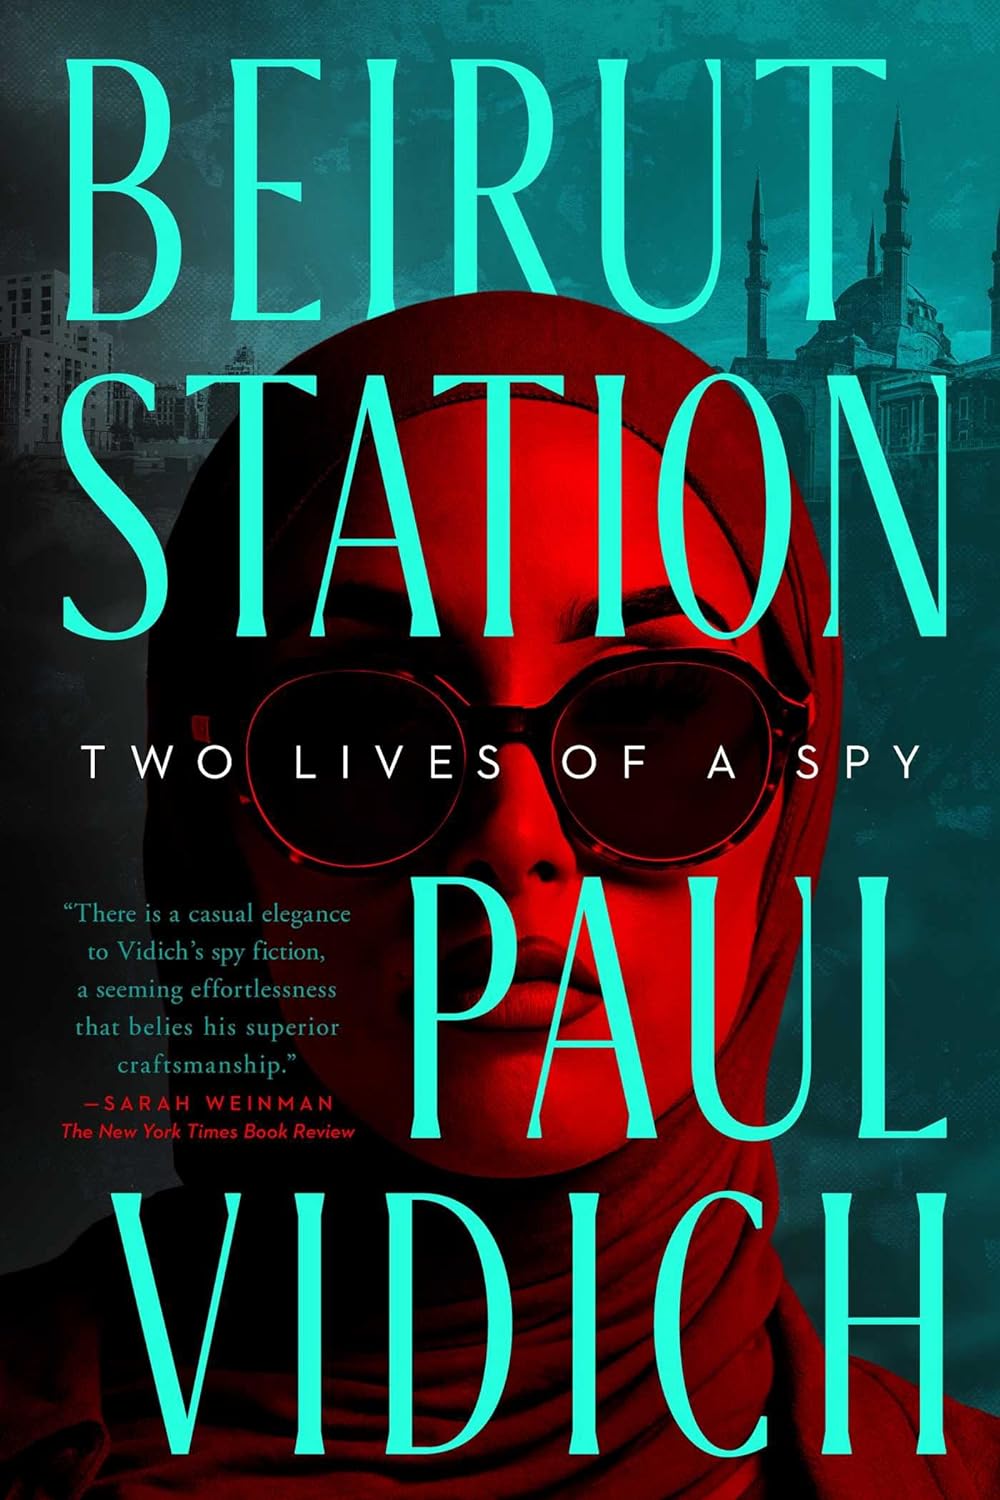 BEIRUT
STATION
TWO LIVES OF A SPY
PAUL
VIDICH
“There is a casual elegance
to Vidich’s spy fiction,
a seeming effortlessness
that belies his superior
craftsmanship.”
—SARAH WEINMAN
The New York Times Book Review